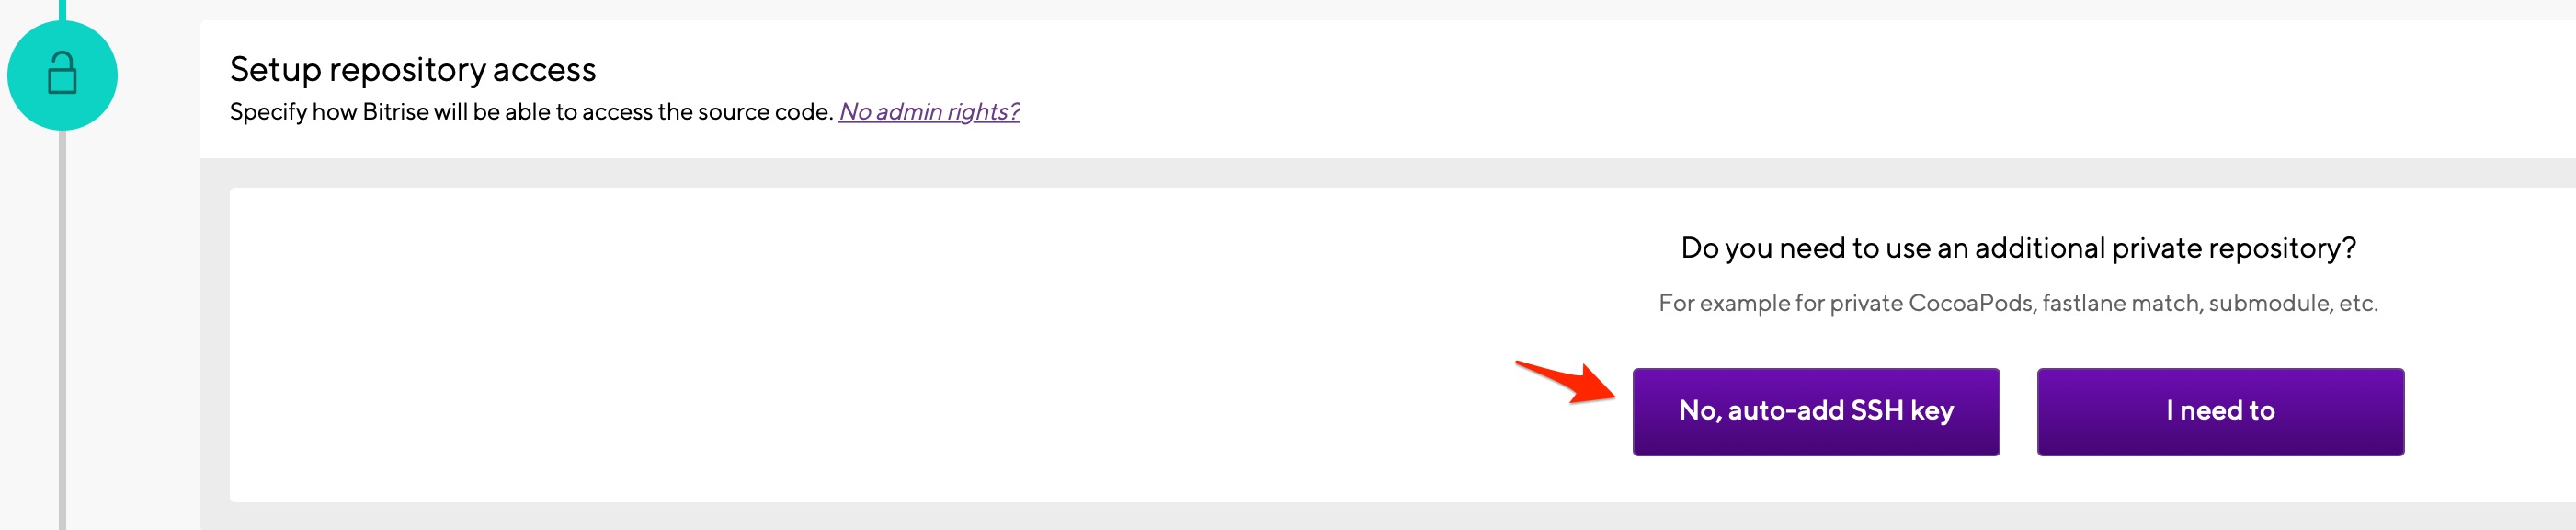 Setup repository access
Specify how Bitrise will be able to access the source code. No admin rights?
Do you need to use an additional private repository?
For example for private CocoaPods, fastlane match, submodule, etc.
No, auto-add SSH key
I need to